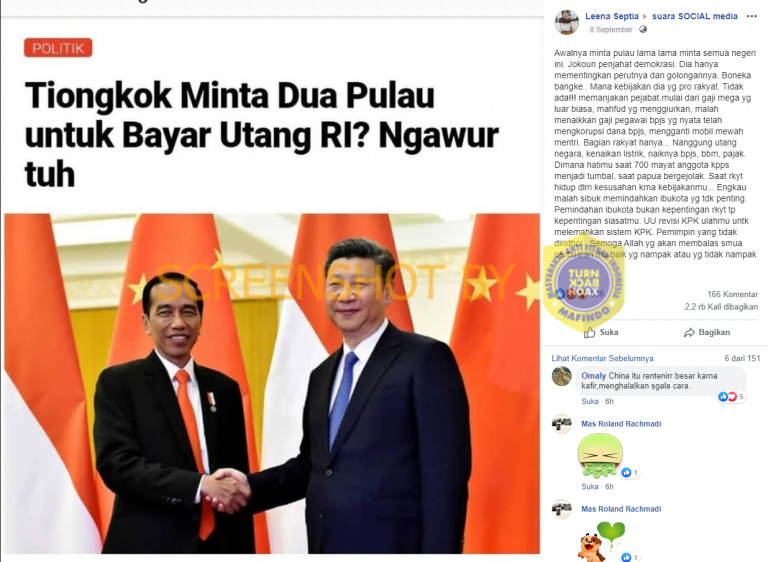 POLITIK
Tiongkok Minta Dua Pulau
untuk Bayar Utang RI? Ngawur
tuh
SCREENSHOT BY
Leena Septia ▸ suara SOCIAL media
8 September ·
Awalnya minta pulau lama lama minta semua negeri
ini. Jokoun penjahat demokrasi. Dia hanya
mementingkan perutnya dan golongannya. Boneka
bangke.. Mana kebijakan dia yg pro rakyat. Tidak
ada!!!! memanjakan pejabat.mulai dari gaji mega yg
luar biasa, mahfud yg menggiurkan, malah
menaikkan gaji pegawai bpjs yg nyata telah
mengkorupsi dana bpjs, mengganti mobil mewah
mentri. Bagian rakyat hanya... Nanggung utang
negara, kenaikan listrik, naiknya bpjs, bbm, pajak.
Dimana hatimu saat 700 mayat anggota kpps
menjadi tumbal, saat papua bergejolak. Saat rkyt
hidup dlm kesusahan krna kebijakanmu... Engkau
malah sibuk memindahkan ibukota yg tdk penting.
Pemindahan ibukota bukan kepentingan rkyt tp
kepentingan siasatmu. UU revisi KPK ulahmu untk
melemahkan sistem KPK. Pemimpin yang tidak
diridhoi.. Semoga Allah yg akan membalas smua
mu baik yg nampak atau yg tidak nampak
MASYARAKAT ANTI FITNAH INDONESIA
TURN
BACK
HOAX
MAFINDO
166 Komentar
2,2 rb Kali dibagikan
Suka
Bagikan
Lihat Komentar Sebelumnya
6 dari 151
Omaly China itu rentenirr besar karna
kafir,menghalalkan sgala cara.
5
Suka · 6h
Mas Roland Rachmadi
1
Suka · 6h
Mas Roland Rachmadi
1